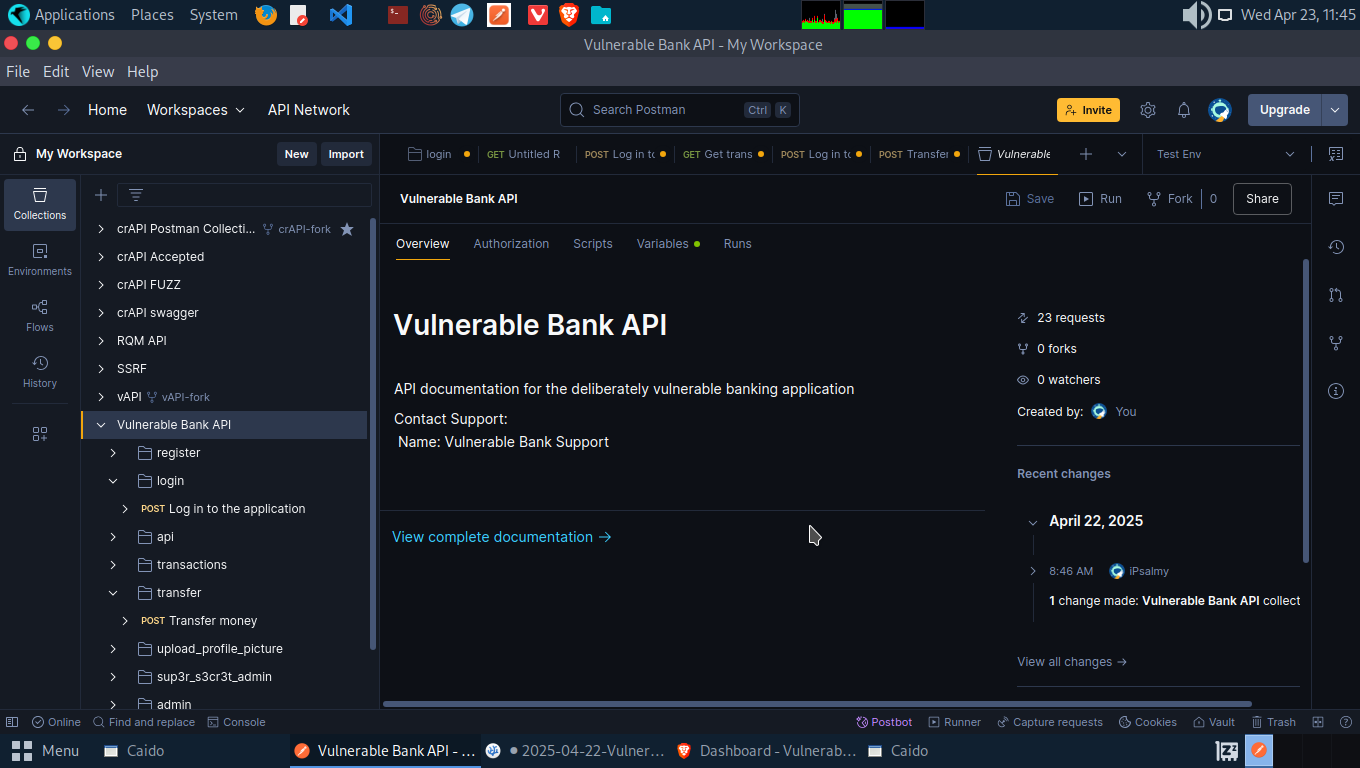 Applications Places System Wed Apr 23, 11:45
Vulnerable Bank API - My Workspace
File Edit View Help
Home Workspaces API Network Search Postman Ctrl K Invite Upgrade
My Workspace New Import login GET Untitled R POST Log in to GET Get trans POST Log in to POST Transfer Vulnerable Test Env
Collections
Environments
Flows
History
crAPI Postman Collecti... crAPI-fork
crAPI Accepted
crAPI FUZZ
crAPI swagger
RQM API
SSRF
vAPI vAPI-fork
Vulnerable Bank API
register
login
POST Log in to the application
api
transactions
transfer
POST Transfer money
upload_profile_picture
sup3r_s3cr3t_admin
admin
Vulnerable Bank API Save Run Fork 0 Share
Overview Authorization Scripts Variables Runs
Vulnerable Bank API
API documentation for the deliberately vulnerable banking application
Contact Support:
Name: Vulnerable Bank Support
View complete documentation →
23 requests
0 forks
0 watchers
Created by: You
Recent changes
April 22, 2025
8:46 AM iPsalmy
1 change made: Vulnerable Bank API collect
View all changes →
Online Find and replace Console Postbot Runner Capture requests Cookies Vault Trash
Menu Caido Vulnerable Bank API - ... 2025-04-22-Vulner... Dashboard - Vulnerab... Caido